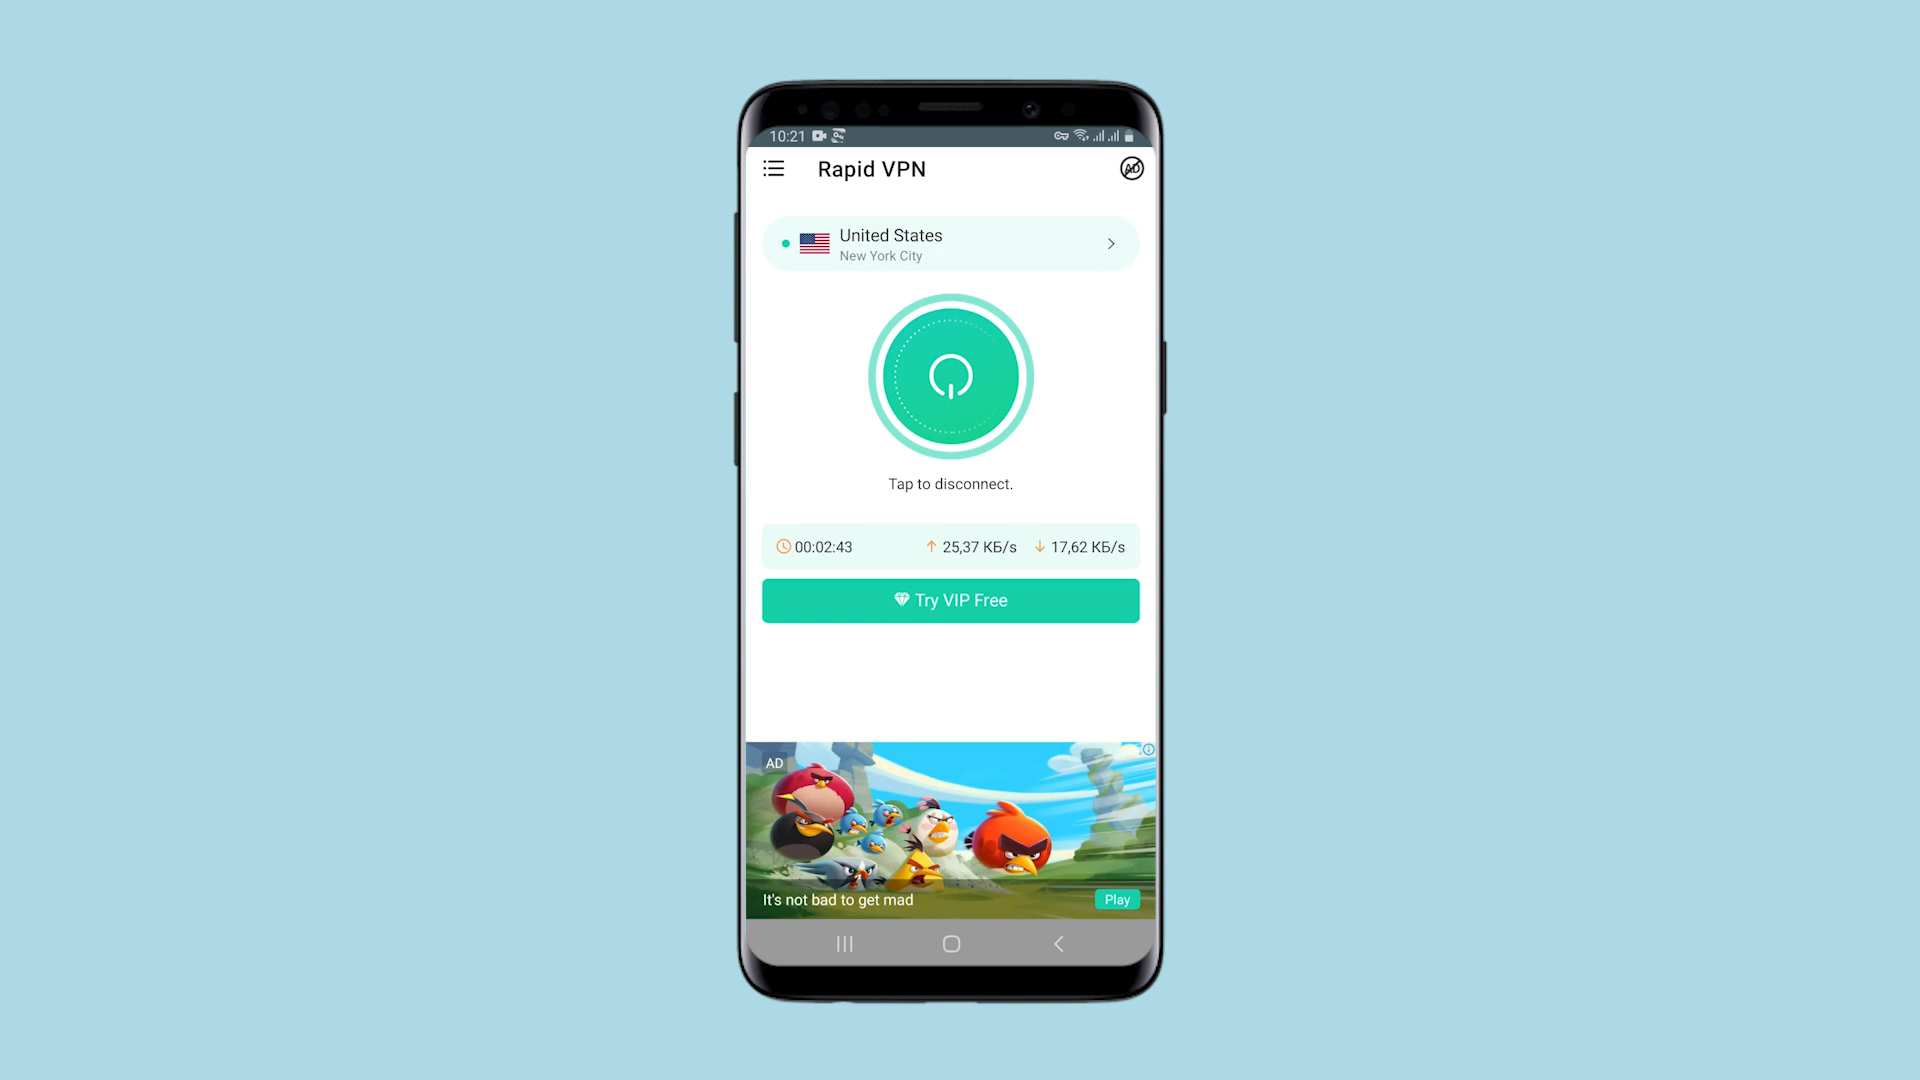 10:21
Rapid VPN
AD
United States
New York City
Tap to disconnect.
00:02:43 25,37 КБ/s 17,62 КБ/s
Try VIP Free
AD
It's not bad to get mad
Play